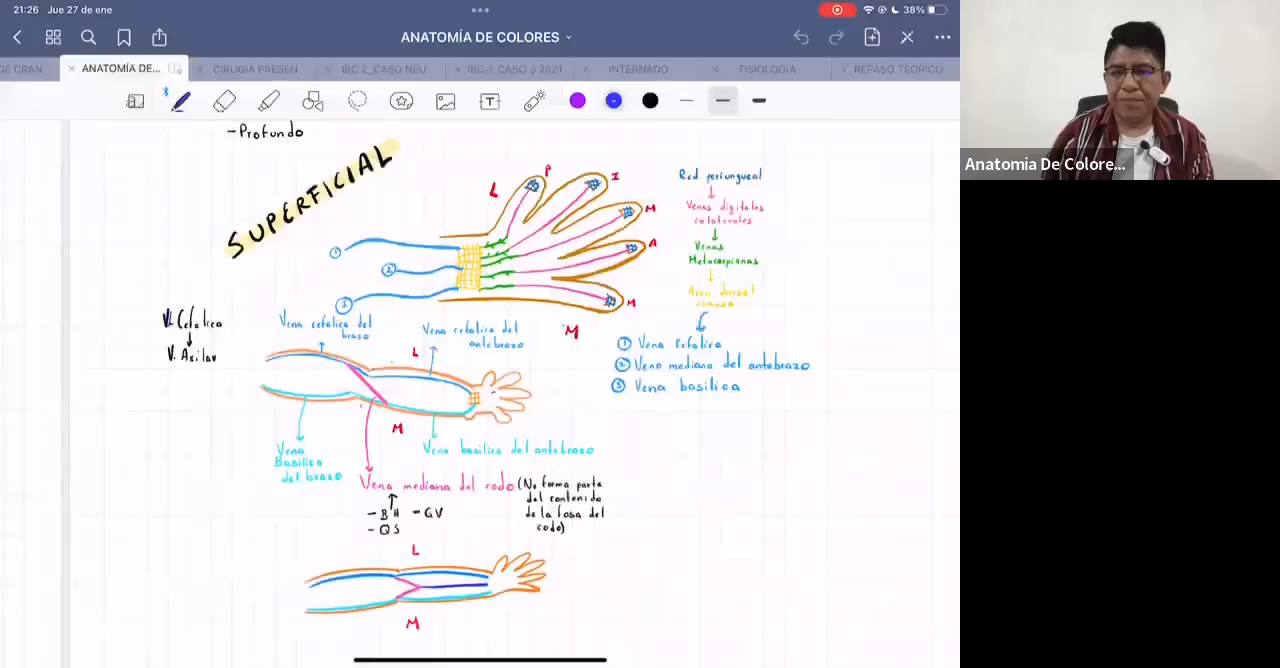 21:26 Jue 27 de ene
38%
ANATOMÍA DE COLORES
DE CRAN
ANATOMÍA DE...
CIRUGIA PRESEN
IBC 2_CASO NEU
IBC-1 CASO 3 2021
INTERNADO
FISIOLOGIA
REPASO TEORICO
Anatomia De Colore...
-Profundo
SUPERFICIAL
L
P
I
M
A
M
M
Red periungueal
Venas digitales
colaterales
Venas
Metacarpianas
Arco dorsal
venoso
① Vena cefalica
② Vena mediana del antebrazo
③ Vena basilica
①
②
③
V. Cefalica
V. Axilar
Vena cefalica del
brazo
Vena cefalica del
antebrazo
L
M
Vena
Basilica
del brazo
Vena basilica del antebrazo
Vena mediana del codo (No forma parte
del contenido
de la fosa del
codo)
-BH -GV
-QS
L
M